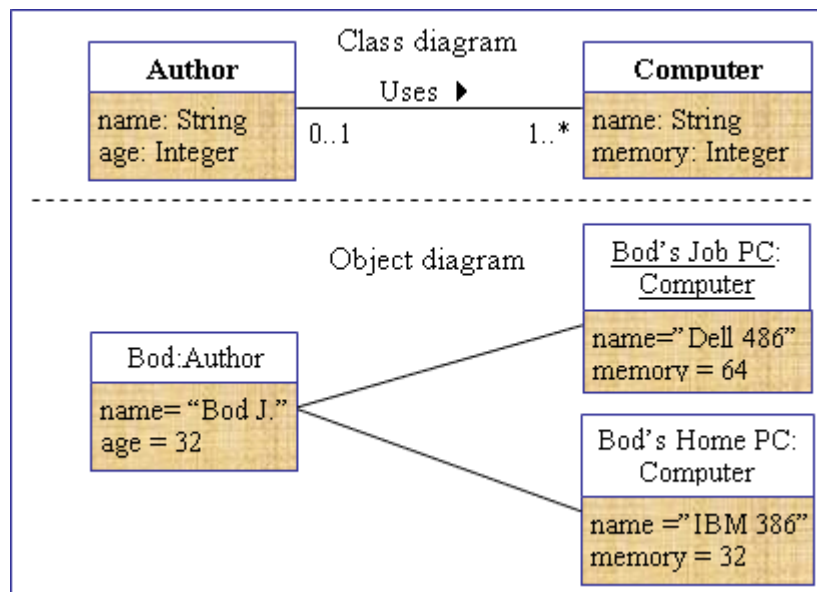 Class diagram
Author
name: String
age: Integer
Uses ▶
0..1
1..*
Computer
name: String
memory: Integer
Object diagram
Bod:Author
name= “Bod J.”
age = 32
Bod’s Job PC:
Computer
name=”Dell 486”
memory = 64
Bod’s Home PC:
Computer
name =”IBM 386”
memory = 32